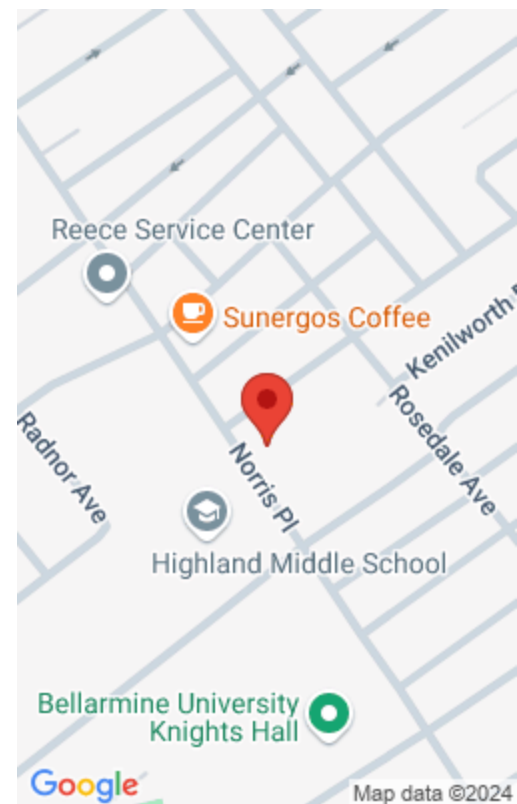 Reece Service Center
Sunergos Coffee
Kenilworth
Rosedale Ave
Radnor Ave
Norris Pl
Highland Middle School
Bellarmine University
Knights Hall
Google
Map data ©2024